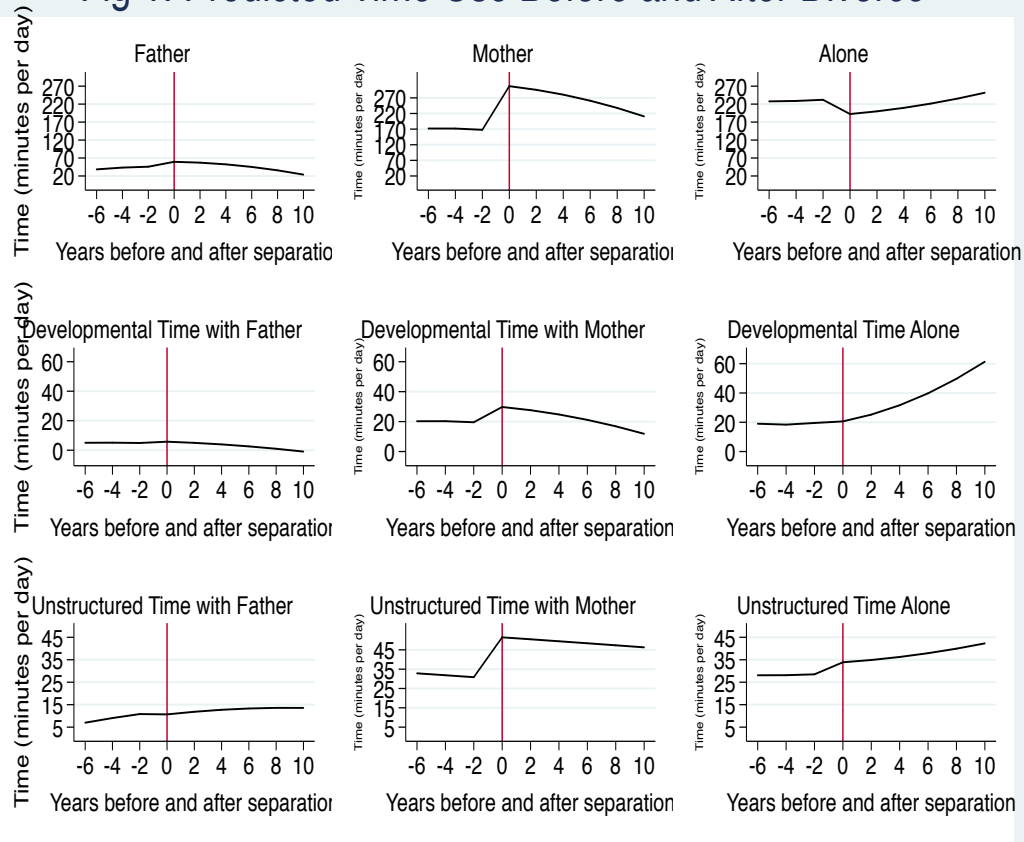 Fig 1. Predicted Time Use Before and After Divorce
Time (minutes per day)
Father
270
220
170
120
70
20
-6 -4 -2 0 2 4 6 8 10
Years before and after separation
Time (minutes per day)
Mother
270
220
170
120
70
20
-6 -4 -2 0 2 4 6 8 10
Years before and after separation
Time (minutes per day)
Alone
270
220
170
120
70
20
-6 -4 -2 0 2 4 6 8 10
Years before and after separation
Time (minutes per day)
Developmental Time with Father
60
40
20
0
-6 -4 -2 0 2 4 6 8 10
Years before and after separation
Time (minutes per day)
Developmental Time with Mother
60
40
20
0
-6 -4 -2 0 2 4 6 8 10
Years before and after separation
Time (minutes per day)
Developmental Time Alone
60
40
20
0
-6 -4 -2 0 2 4 6 8 10
Years before and after separation
Time (minutes per day)
Unstructured Time with Father
45
35
25
15
5
-6 -4 -2 0 2 4 6 8 10
Years before and after separation
Time (minutes per day)
Unstructured Time with Mother
45
35
25
15
5
-6 -4 -2 0 2 4 6 8 10
Years before and after separation
Time (minutes per day)
Unstructured Time Alone
45
35
25
15
5
-6 -4 -2 0 2 4 6 8 10
Years before and after separation